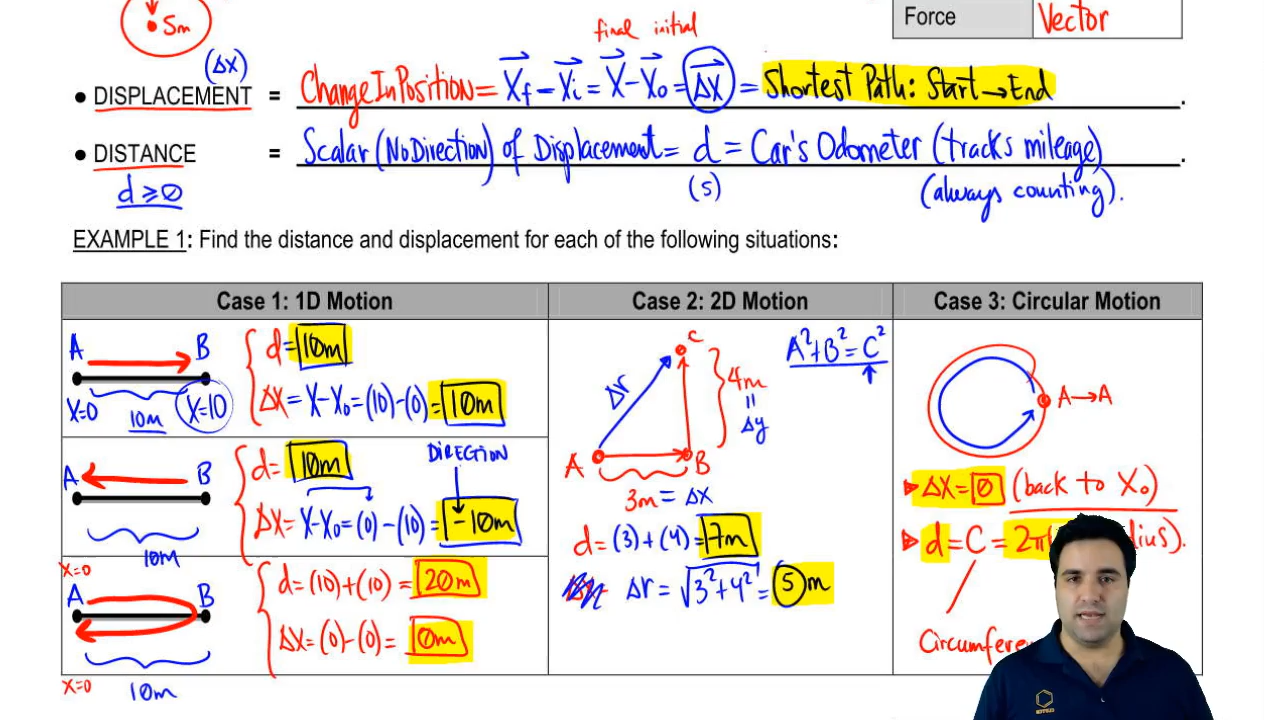 5m
Force
Vector
final initial
(Δx)
● DISPLACEMENT = Change In Position = X⃗f − X⃗i = X⃗ − X⃗o = Δ⃗X = Shortest Path: Start → End.
● DISTANCE = Scalar (No Direction) of Displacement = d = Car's Odometer (tracks mileage).
d ≥ 0
(s)
(always counting).
EXAMPLE 1: Find the distance and displacement for each of the following situations:
Case 1: 1D Motion
A B
d = 10m
X=0 10m X=10
ΔX = X − X₀ = (10) − (0) = 10m
A B
d = 10m
DIRECTION
ΔX = X − X₀ = (0) − (10) = −10m
10m
X=0
A B
d = (10) + (10) = 20m
ΔX = (0) − (0) = 0m
X=0 10m
Case 2: 2D Motion
C
A² + B² = C²
Δr
4m
=
Δy
A B
3m = ΔX
d = (3) + (4) = 7m
Δr = √3² + 4² = 5m
Case 3: Circular Motion
A → A
ΔX = 0 (back to X₀)
d = C = 2π